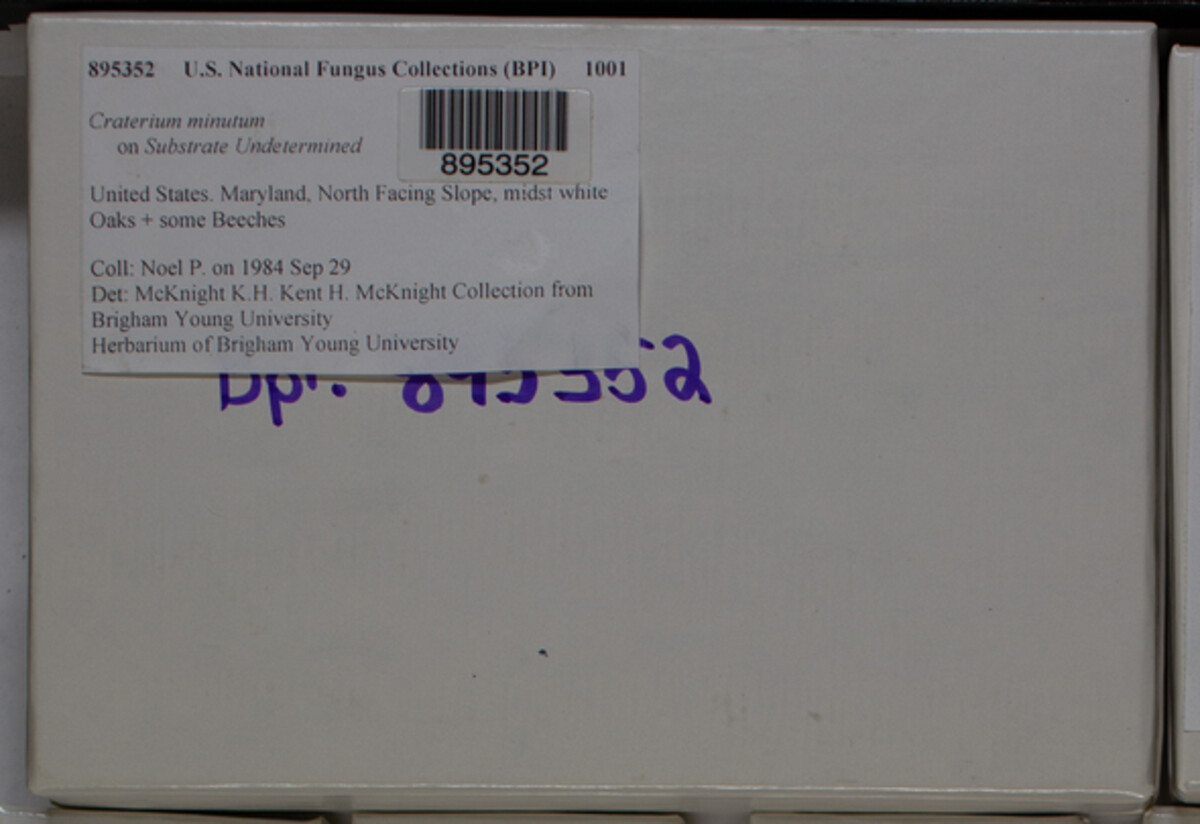 895352 U.S. National Fungus Collections (BPI) 1001
Craterium minutum
on Substrate Undetermined
895352
United States. Maryland, North Facing Slope, midst white
Oaks + some Beeches
Coll: Noel P. on 1984 Sep 29
Det: McKnight K.H. Kent H. McKnight Collection from
Brigham Young University
Herbarium of Brigham Young University
Bpi: 895352